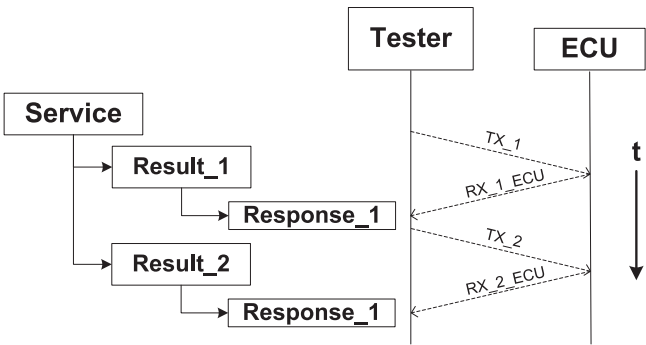 Tester
ECU
Service
TX_1
t
Result_1
RX_1_ECU
Response_1
TX_2
Result_2
RX_2_ECU
Response_1